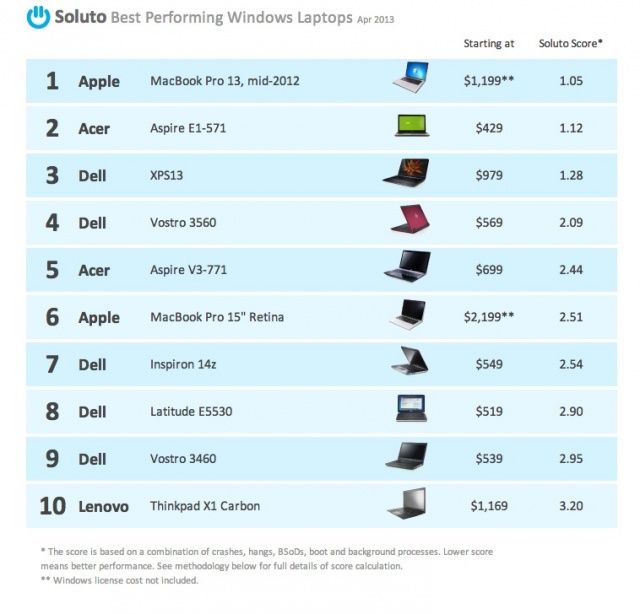 Soluto Best Performing Windows Laptops Apr 2013
Starting at Soluto Score*
1 Apple MacBook Pro 13, mid-2012 $1,199** 1.05
2 Acer Aspire E1-571 $429 1.12
3 Dell XPS13 $979 1.28
4 Dell Vostro 3560 $569 2.09
5 Acer Aspire V3-771 $699 2.44
6 Apple MacBook Pro 15" Retina $2,199** 2.51
7 Dell Inspiron 14z $549 2.54
8 Dell Latitude E5530 $519 2.90
9 Dell Vostro 3460 $539 2.95
10 Lenovo Thinkpad X1 Carbon $1,169 3.20
* The score is based on a combination of crashes, hangs, BSoDs, boot and background processes. Lower score
means better performance. See methodology below for full details of score calculation.
** Windows license cost not included.